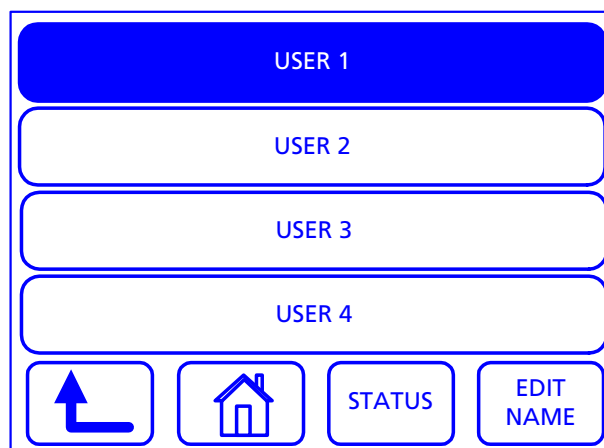 USER 1
USER 2
USER 3
USER 4
STATUS
EDIT
NAME